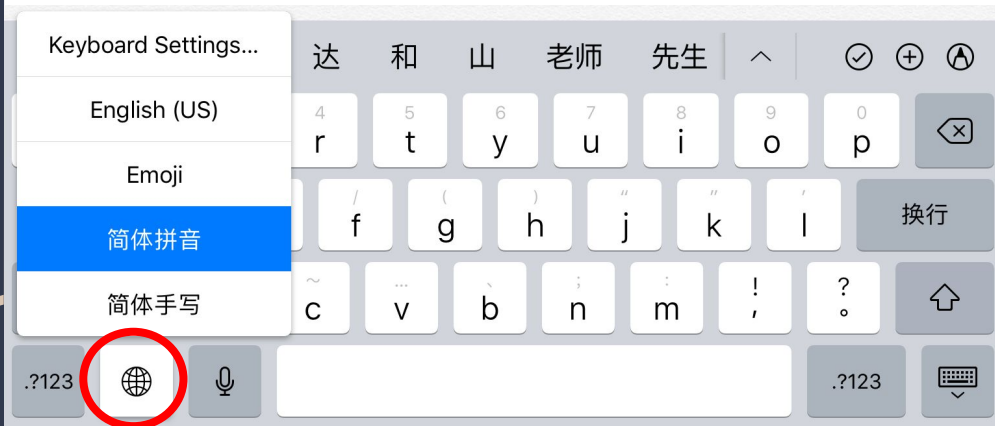 Keyboard Settings...
English (US)
Emoji
简体拼音
简体手写
达 和 山 老师 先生
4 5 6 7 8 9 0
r t y u i o p
/ ( ) “ ” ‘
f g h j k l 换行
~ … 、 ; : ! ?
c v b n m , 。
.?123 .?123